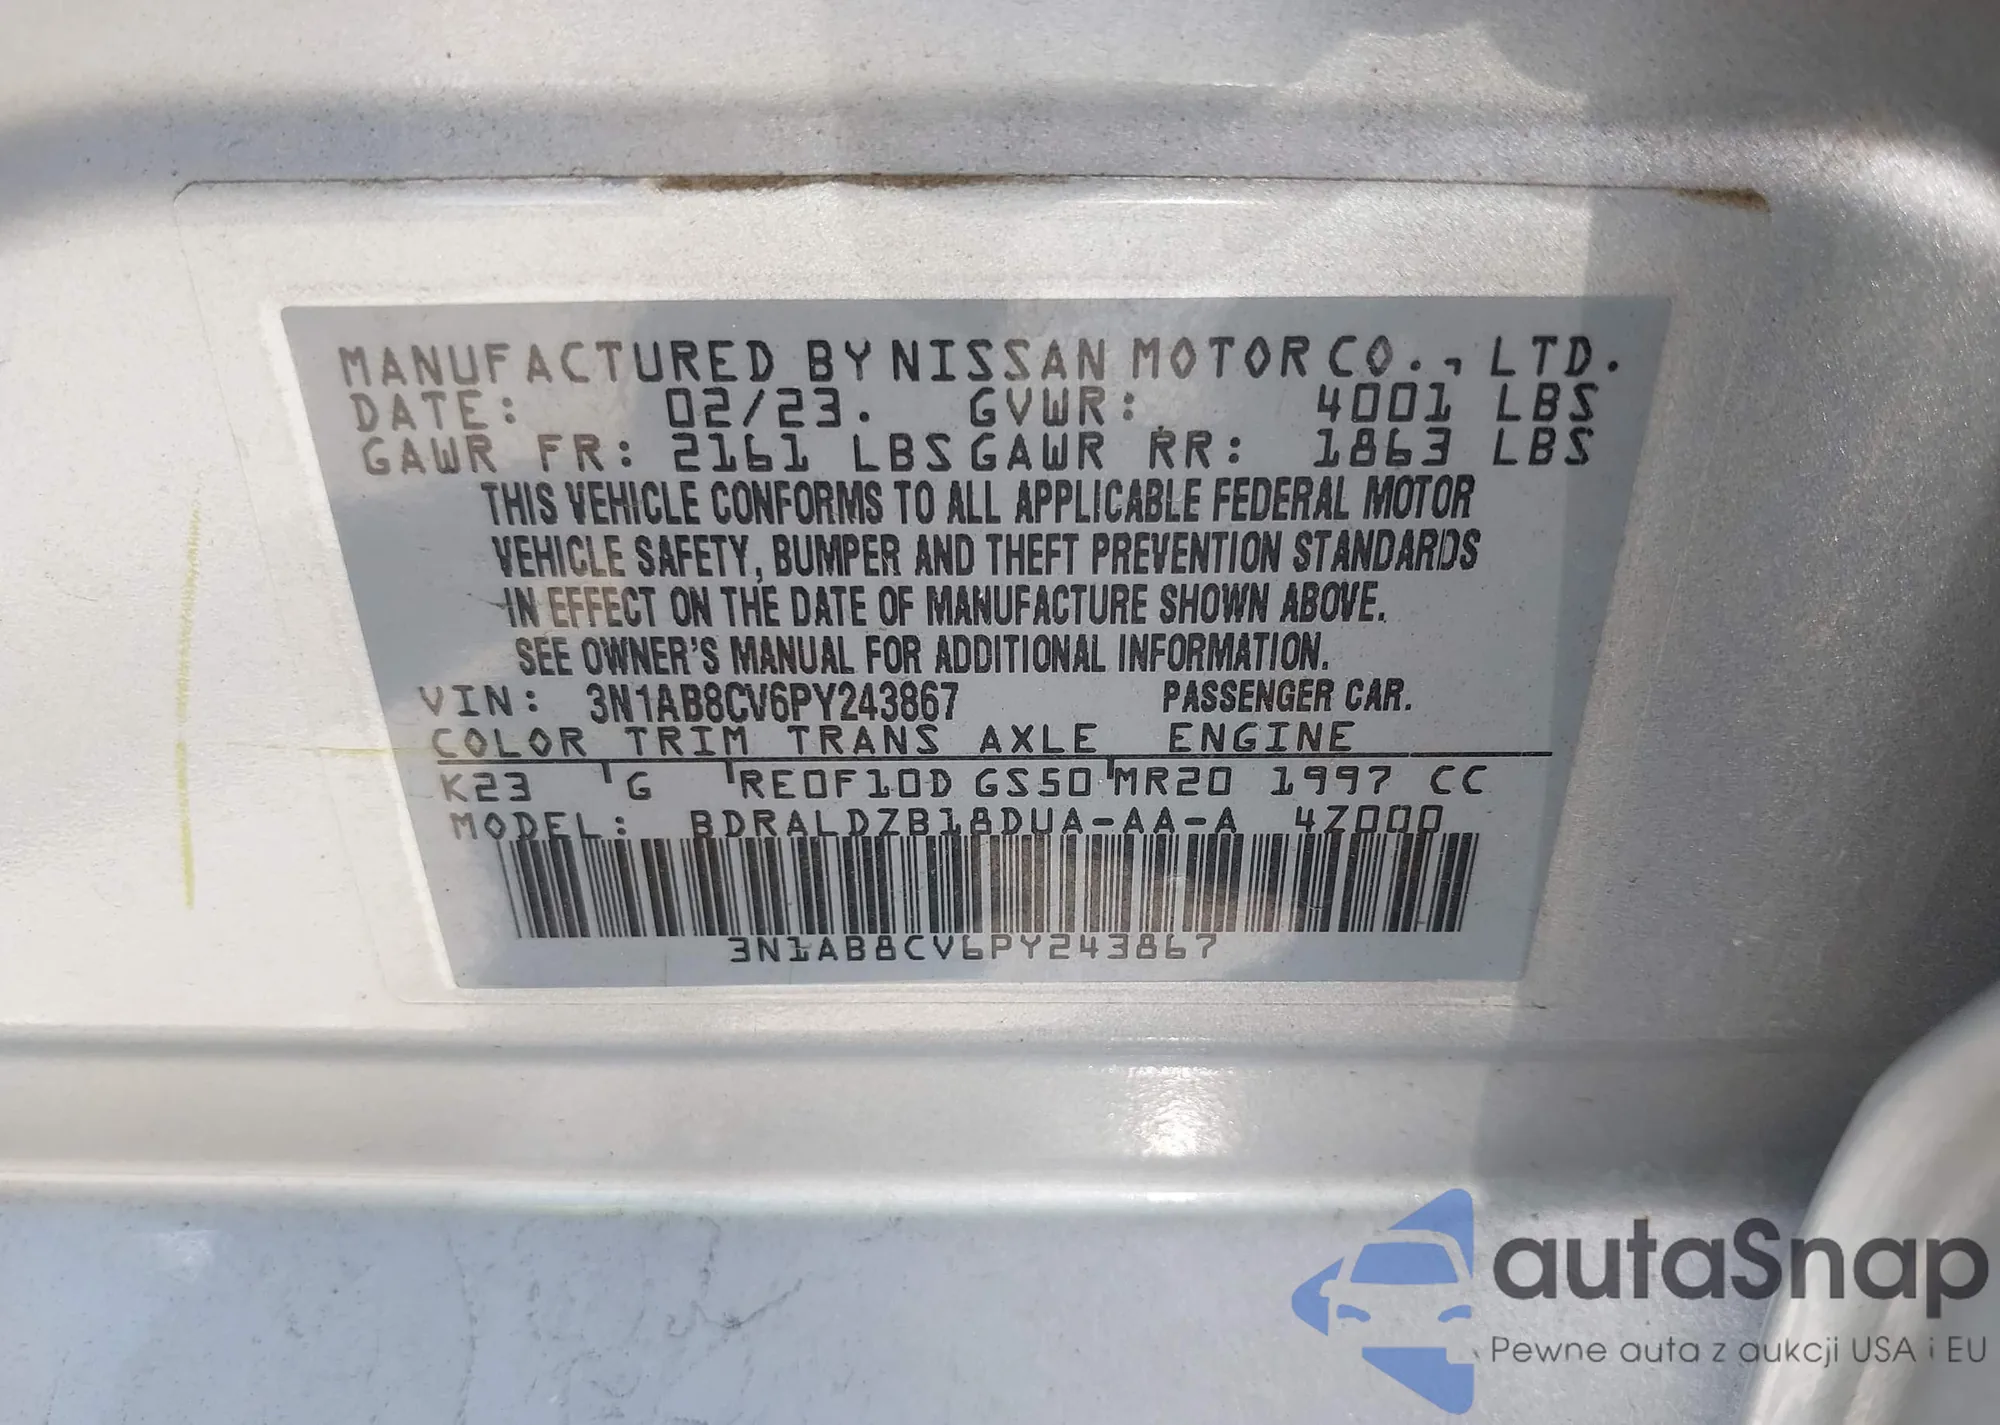 MANUFACTURED BY NISSAN MOTOR CO., LTD.
DATE: 02/23. GVWR: 4001 LBS
GAWR FR: 2161 LBS GAWR RR: 1863 LBS
THIS VEHICLE CONFORMS TO ALL APPLICABLE FEDERAL MOTOR
VEHICLE SAFETY, BUMPER AND THEFT PREVENTION STANDARDS
IN EFFECT ON THE DATE OF MANUFACTURE SHOWN ABOVE.
SEE OWNER'S MANUAL FOR ADDITIONAL INFORMATION.
VIN: 3N1AB8CV6PY243867 PASSENGER CAR.
COLOR TRIM TRANS AXLE ENGINE
K23 G RE0F10D GS50 MR20 1997 CC
MODEL: BDRALDZB18DUA-AA-A 4Z000
3N1AB8CV6PY243867
autaSnap
Pewne auta z aukcji USA i EU